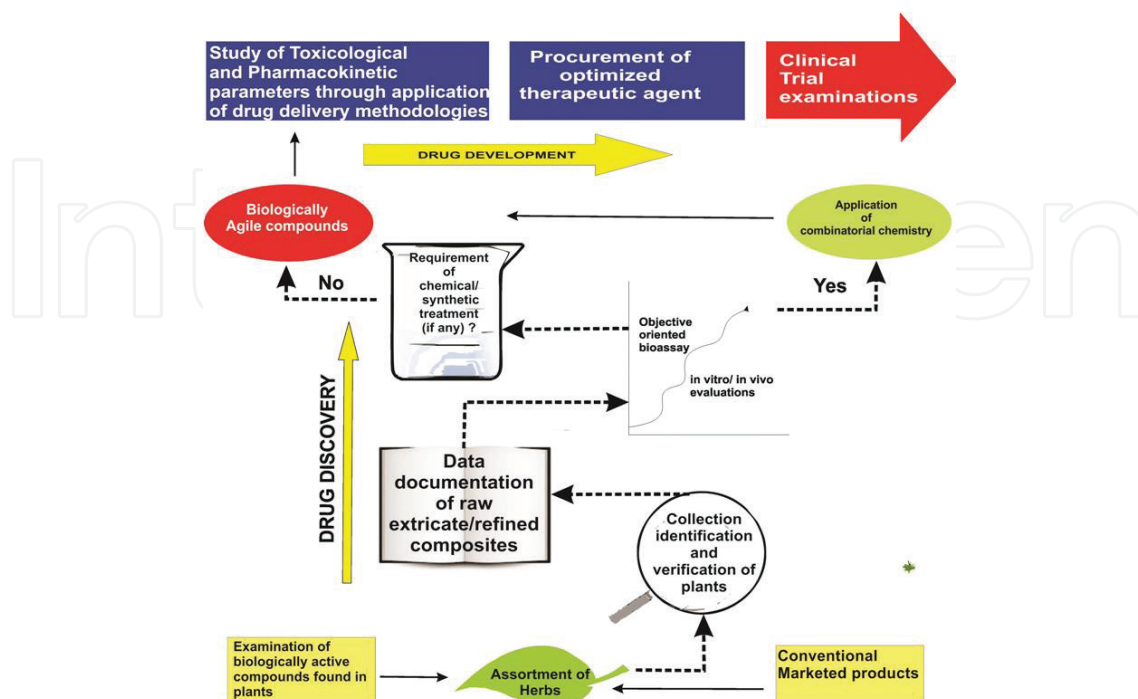 Study of Toxicological
and Pharmacokinetic
parameters through application
of drug delivery methodologies
Procurement of
optimized
therapeutic agent
Clinical
Trial
examinations
DRUG DEVELOPMENT
Biologically
Agile compounds
Application
of
combinatorial chemistry
No
Requirement
of
chemical/
synthetic
treatment
(if any) ?
Yes
Objective
oriented
bioassay
in vitro/ in vivo
evaluations
DRUG DISCOVERY
Data
documentation
of raw
extricate/refined
composites
Collection
identification
and
verification of
plants
Examination of
biologically active
compounds found in
plants
Assortment of
Herbs
Conventional
Marketed products